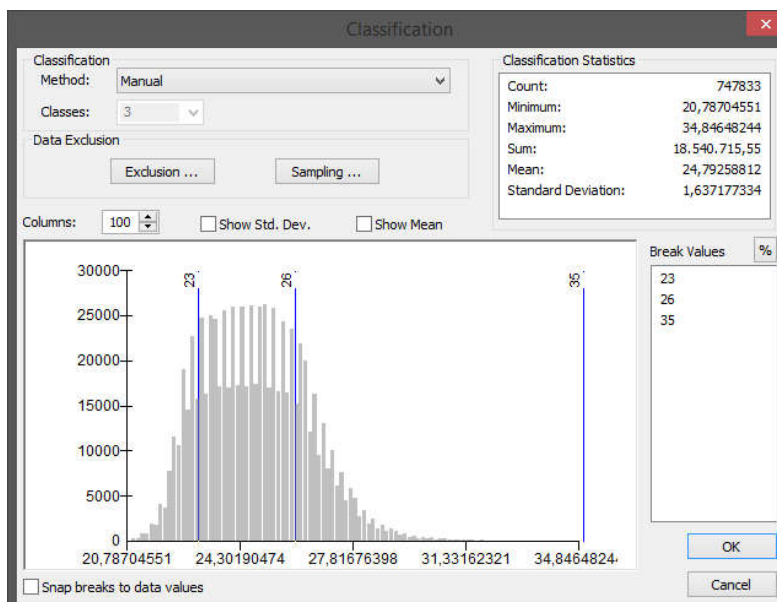 Classification
Classification
Method: Manual
Classes: 3
Data Exclusion
Exclusion ...
Sampling ...
Classification Statistics
Count: 747833
Minimum: 20,78704551
Maximum: 34,84648244
Sum: 18.540.715,55
Mean: 24,79258812
Standard Deviation: 1,637177334
Columns: 100
Show Std. Dev.
Show Mean
Break Values
%
23
26
35
30000
25000
20000
15000
10000
5000
0
23
26
35
20,78704551 24,30190474 27,81676398 31,33162321 34,84648244
Snap breaks to data values
OK
Cancel